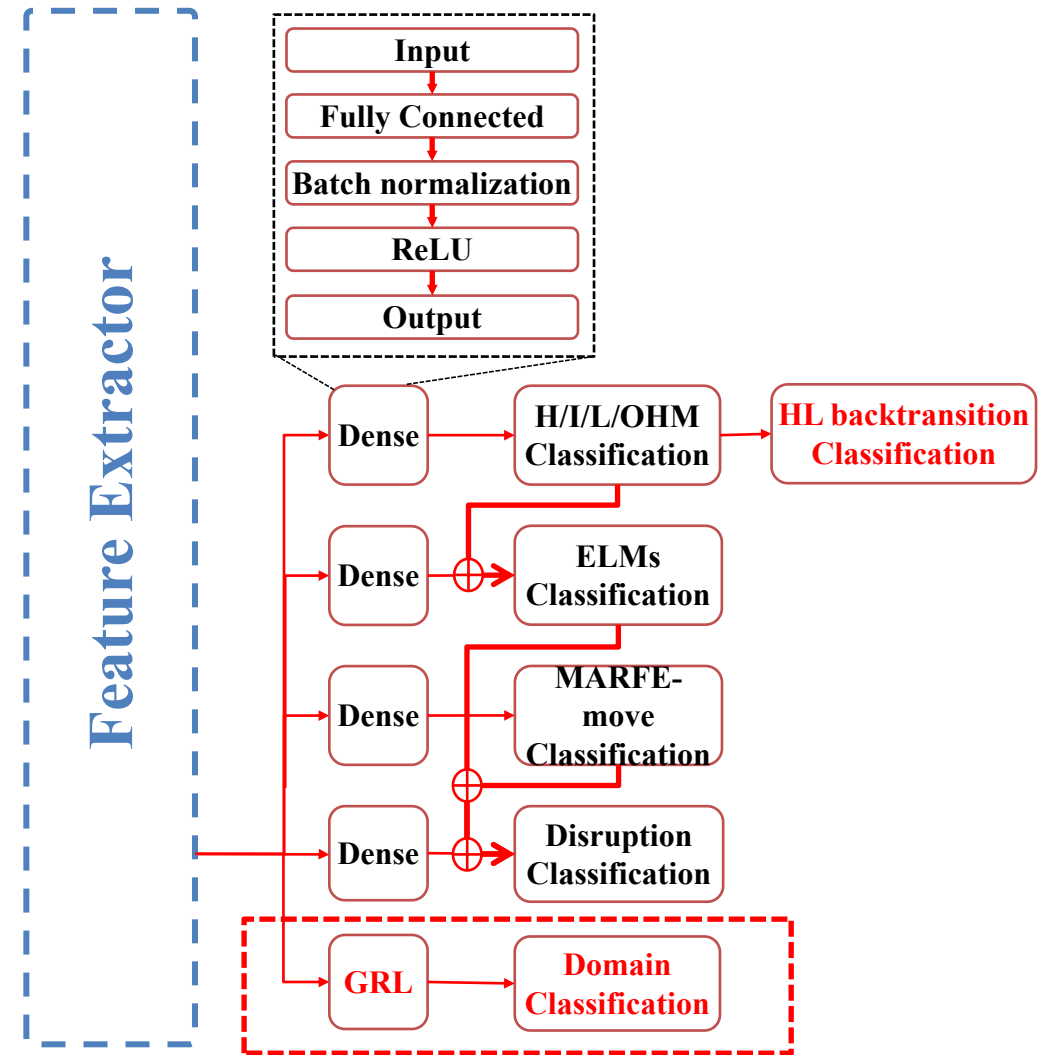 Feature Extractor
Input
Fully Connected
Batch normalization
ReLU
Output
Dense
H/I/L/OHM
Classification
HL backtransition
Classification
Dense
ELMs
Classification
Dense
MARFE-
move
Classification
Dense
Disruption
Classification
GRL
Domain
Classification